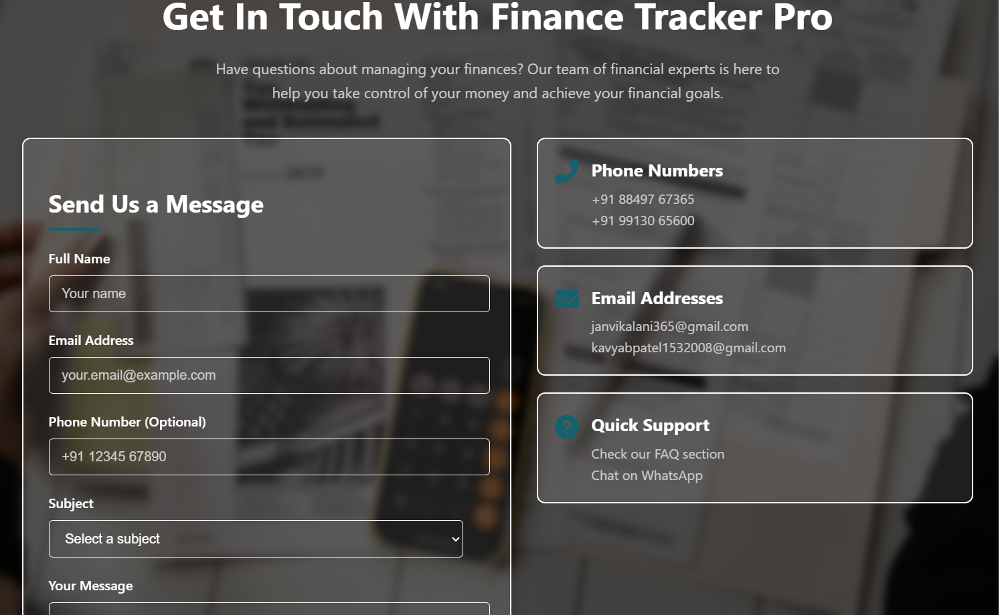 Get In Touch With Finance Tracker Pro
Have questions about managing your finances? Our team of financial experts is here to
help you take control of your money and achieve your financial goals.
Send Us a Message
Full Name
Your name
Email Address
your.email@example.com
Phone Number (Optional)
+91 12345 67890
Subject
Select a subject
Your Message
Phone Numbers
+91 88497 67365
+91 99130 65600
Email Addresses
janvikalani365@gmail.com
kavyabpatel1532008@gmail.com
Quick Support
Check our FAQ section
Chat on WhatsApp